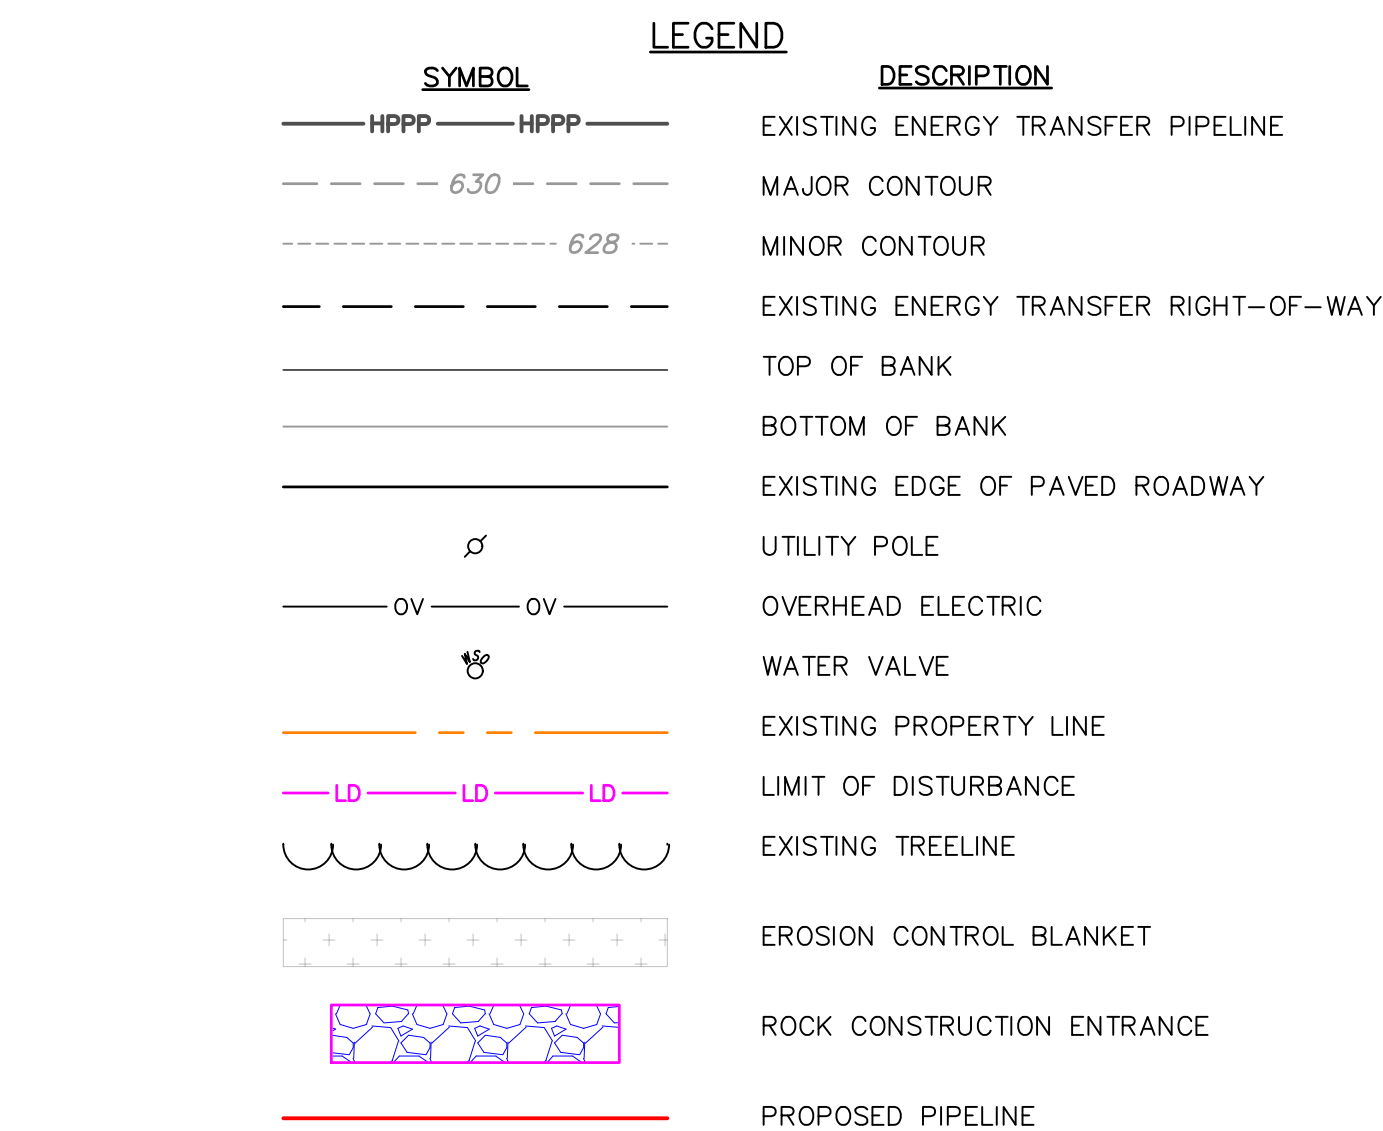 LEGEND
SYMBOL DESCRIPTION
HPPP HPPP EXISTING ENERGY TRANSFER PIPELINE
630 MAJOR CONTOUR
628 MINOR CONTOUR
EXISTING ENERGY TRANSFER RIGHT-OF-WAY
TOP OF BANK
BOTTOM OF BANK
EXISTING EDGE OF PAVED ROADWAY
UTILITY POLE
OV OV OVERHEAD ELECTRIC
WSO WATER VALVE
EXISTING PROPERTY LINE
LD LD LD LIMIT OF DISTURBANCE
EXISTING TREELINE
EROSION CONTROL BLANKET
ROCK CONSTRUCTION ENTRANCE
PROPOSED PIPELINE